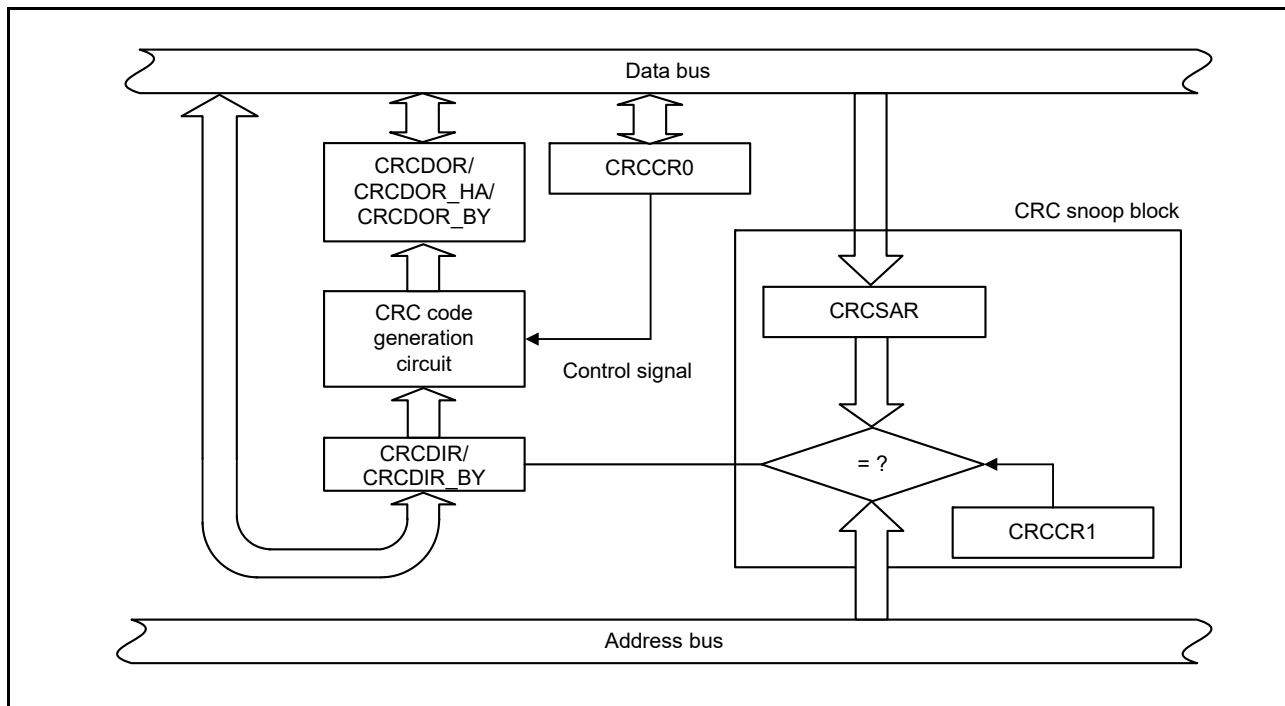 Data bus
CRCDOR/
CRCDOR_HA/
CRCDOR_BY
CRCCR0
CRC snoop block
CRC code
generation
circuit
CRCSAR
Control signal
CRCDIR/
CRCDIR_BY
= ?
CRCCR1
Address bus